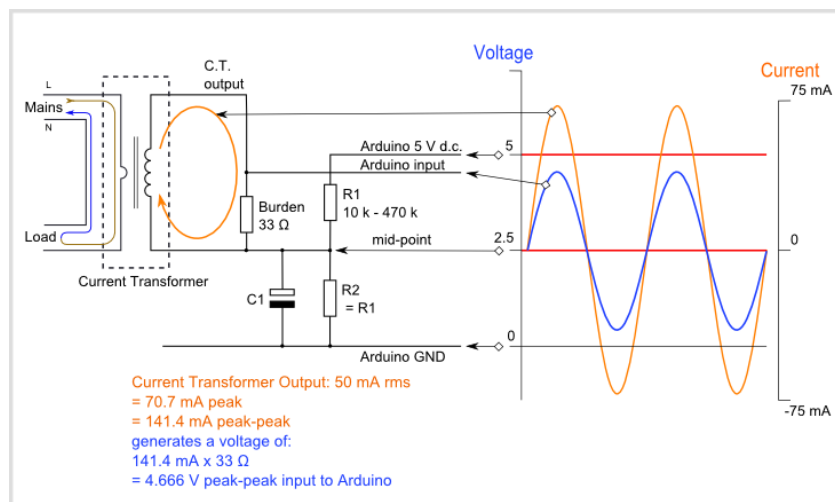 Voltage
Current
C.T.
output
75 mA
L
Mains
N
Arduino 5 V d.c.
5
Arduino input
R1
10 k - 470 k
Burden
33 Ω
Load
mid-point
2.5
0
Current Transformer
C1
R2
= R1
0
Arduino GND
-75 mA
Current Transformer Output: 50 mA rms
= 70.7 mA peak
= 141.4 mA peak-peak
generates a voltage of:
141.4 mA x 33 Ω
= 4.666 V peak-peak input to Arduino